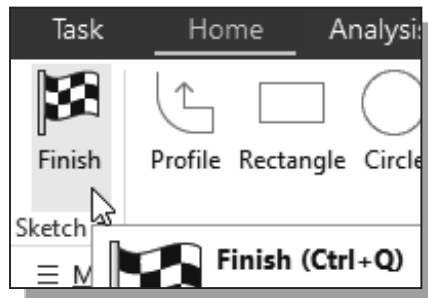 Task Home Analysis
Finish Profile Rectangle Circle
Sketch
Finish (Ctrl+Q)
M